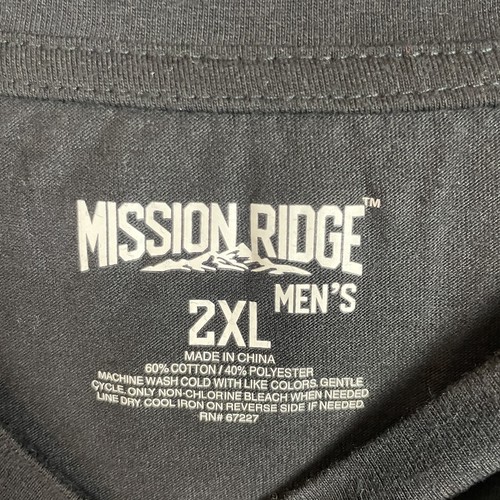 MISSION RIDGE™
MEN'S
2XL
MADE IN CHINA
60% COTTON / 40% POLYESTER
MACHINE WASH COLD WITH LIKE COLORS. GENTLE
CYCLE. ONLY NON-CHLORINE BLEACH WHEN NEEDED
LINE DRY. COOL IRON ON REVERSE SIDE IF NEEDED
RN# 67227